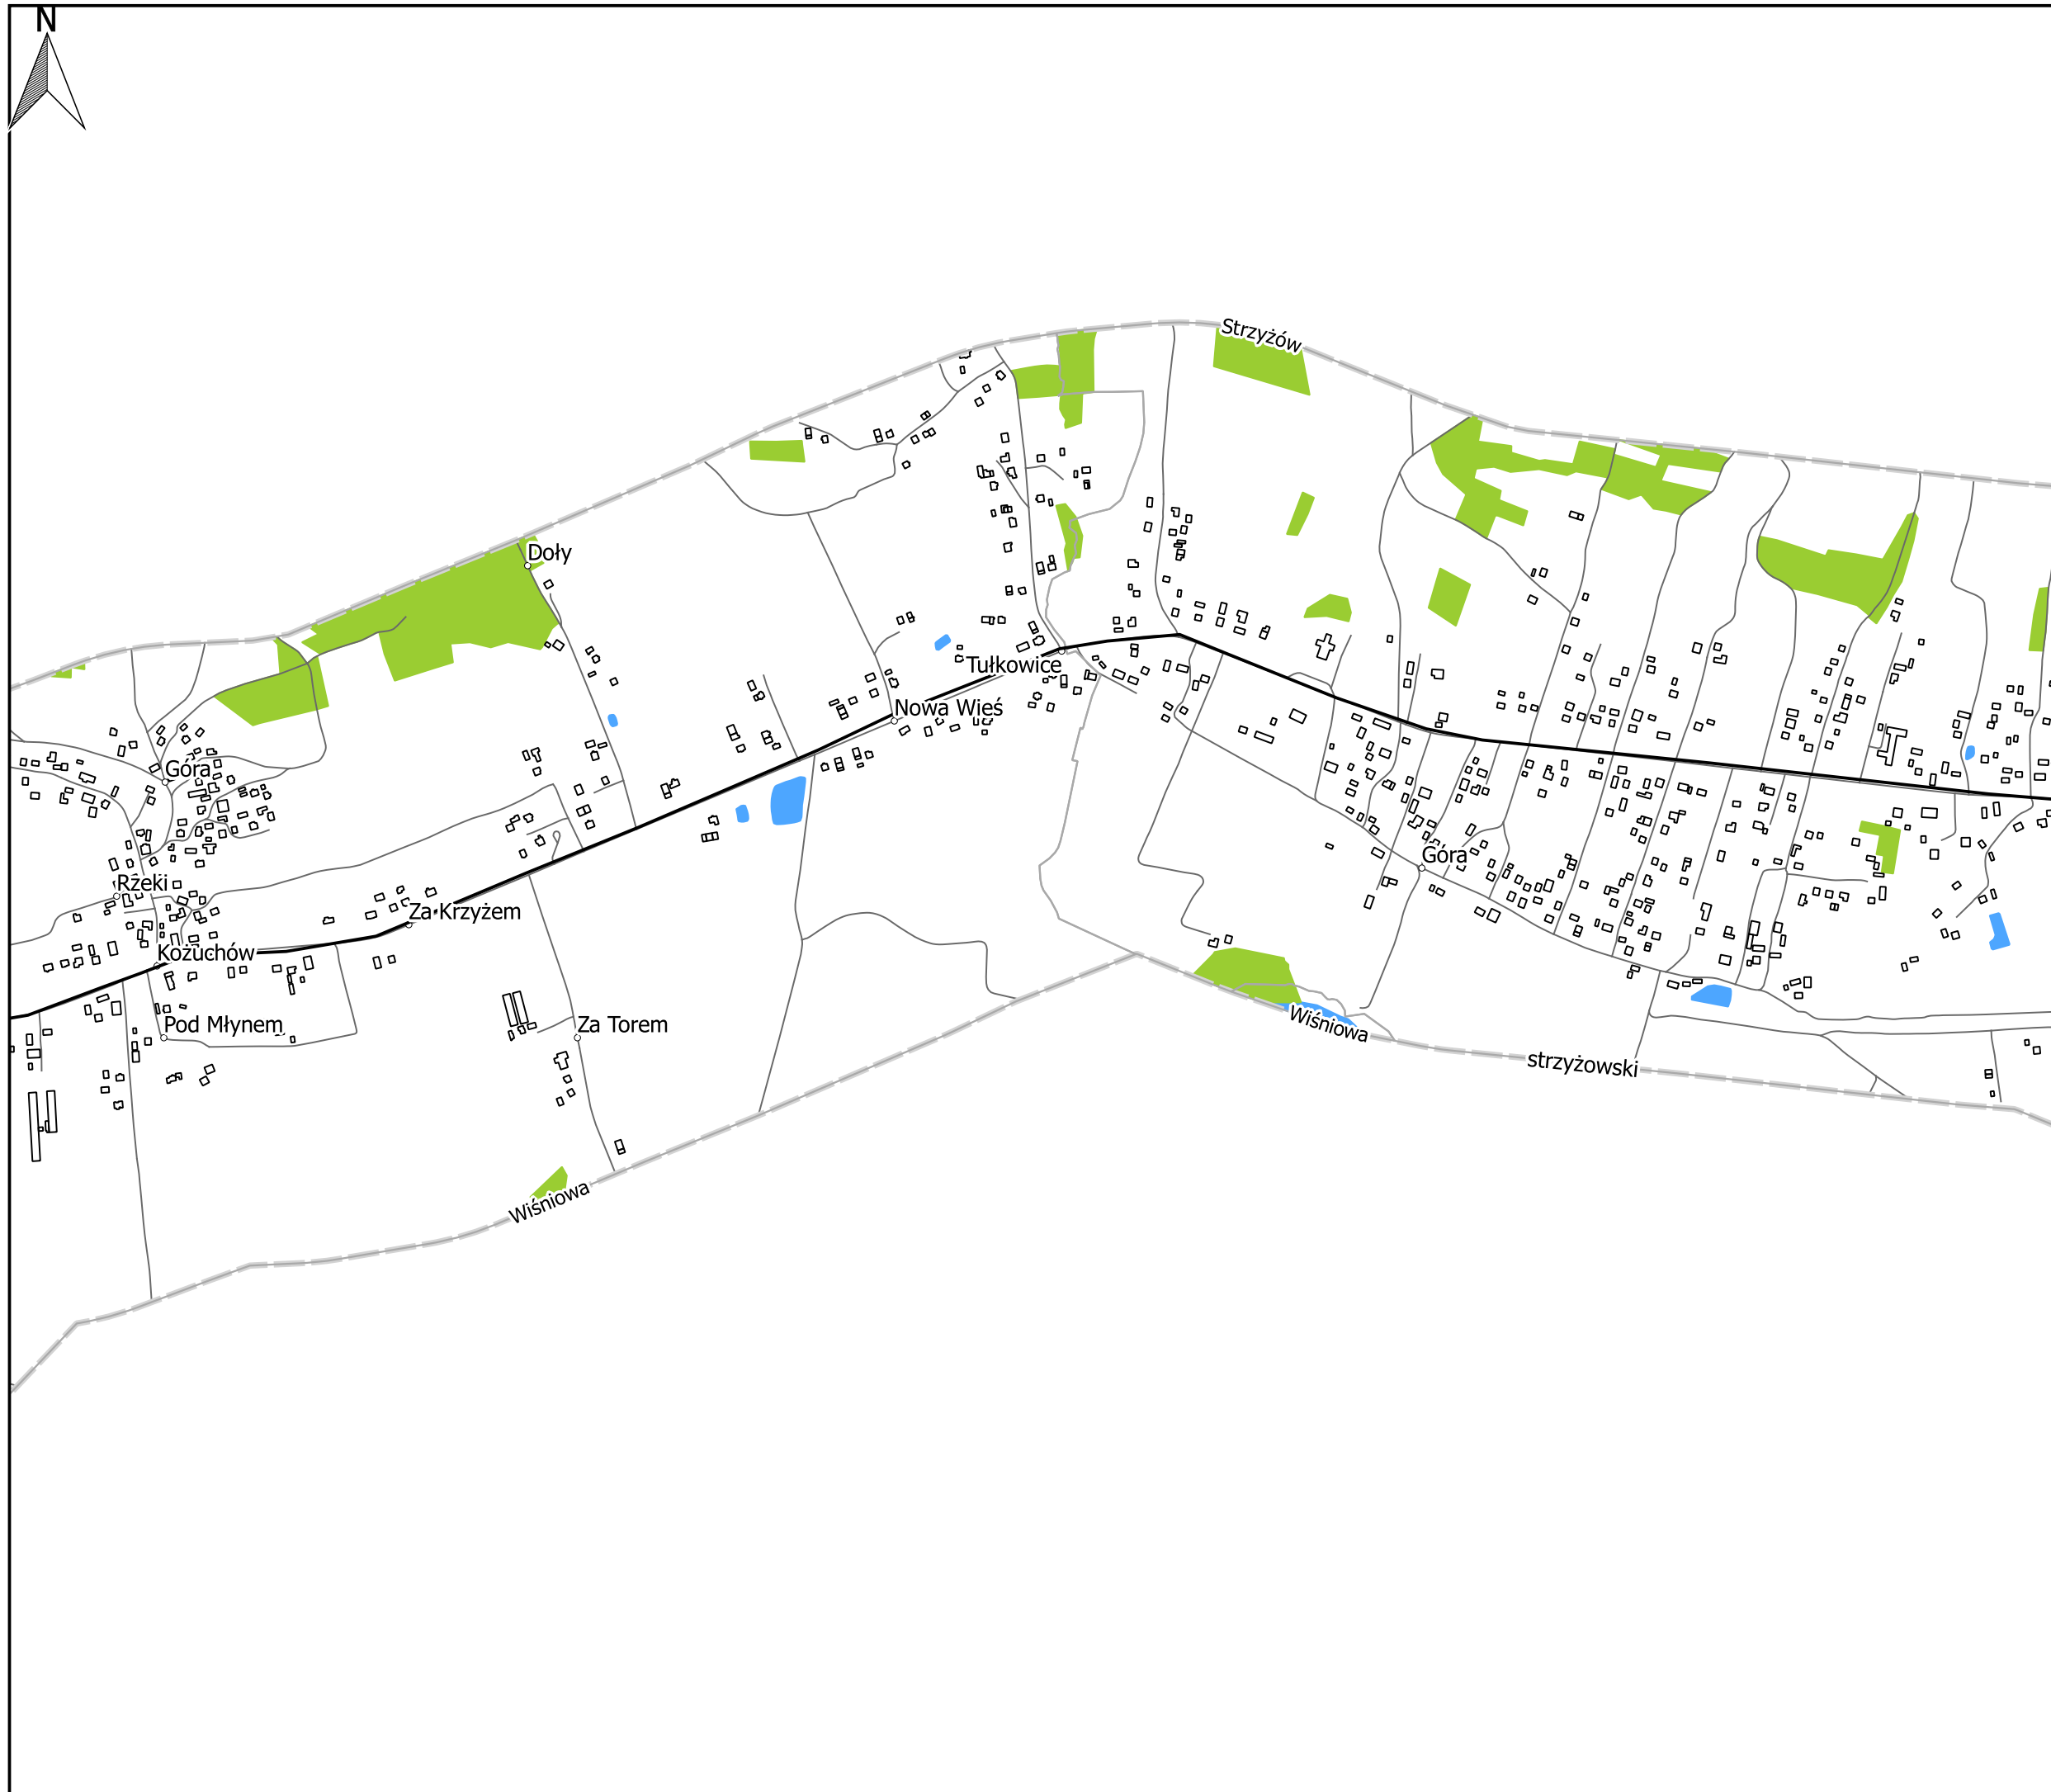 N
Strzyżów
Doły
Tułkowice
Nowa Wieś
Góra
Góra
Rzeki
Za Krzyżem
Kożuchów
Pod Młynem
Za Torem
Wiśniowa
strzyżowski
Wiśniowa